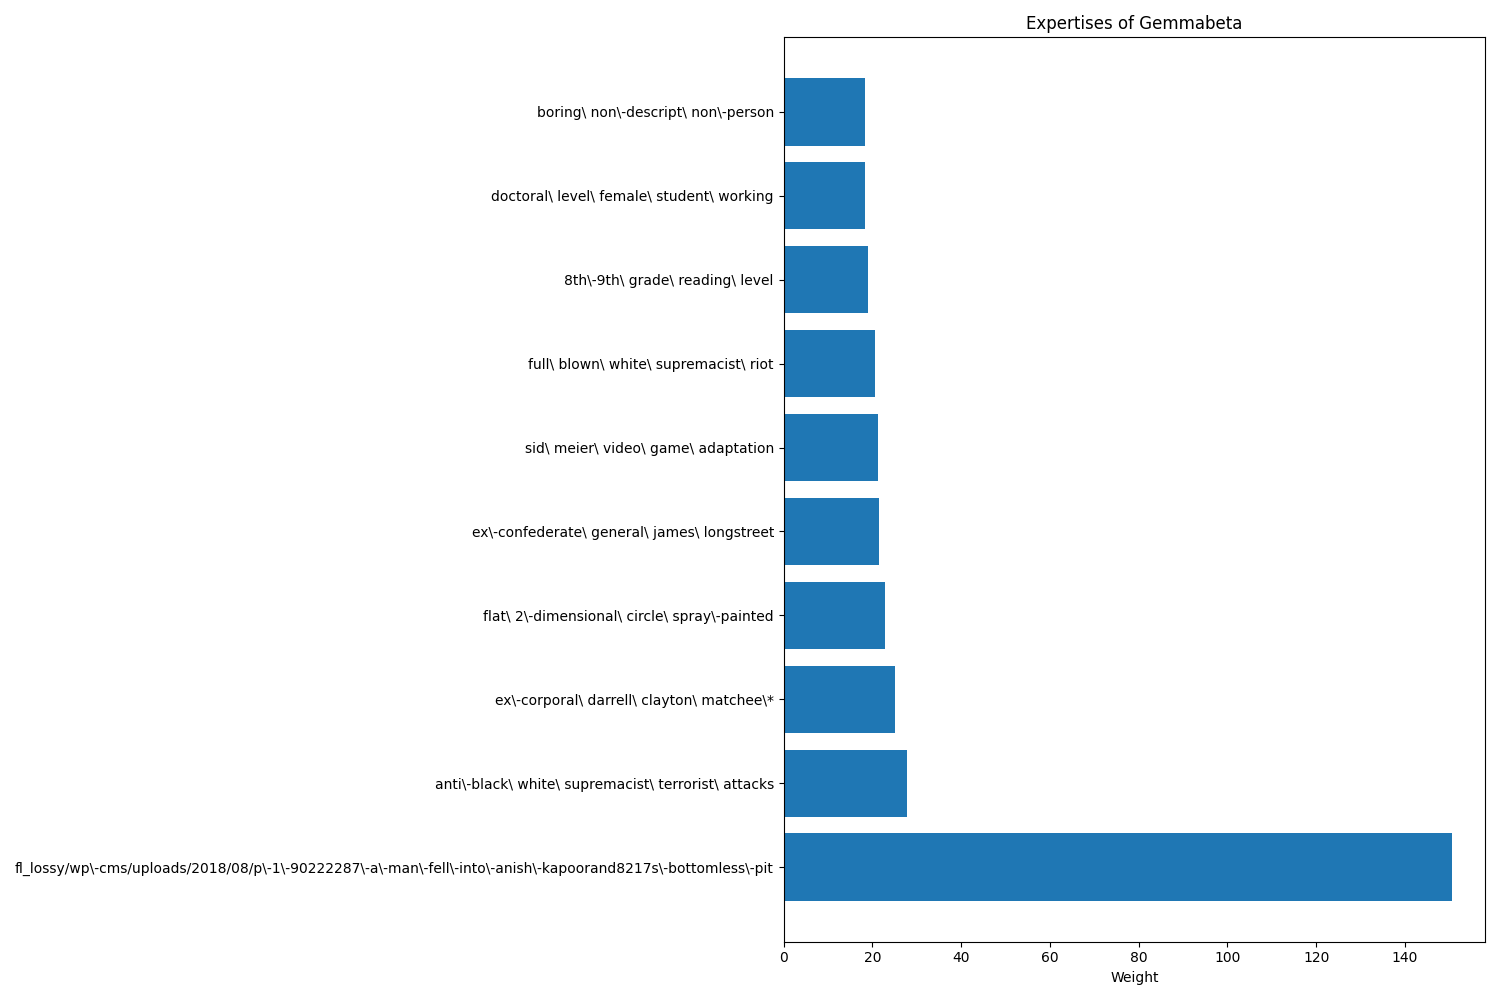 Expertises of Gemmabeta
boring\ non\-descript\ non\-person
doctoral\ level\ female\ student\ working
8th\-9th\ grade\ reading\ level
full\ blown\ white\ supremacist\ riot
sid\ meier\ video\ game\ adaptation
ex\-confederate\ general\ james\ longstreet
flat\ 2\-dimensional\ circle\ spray\-painted
ex\-corporal\ darrell\ clayton\ matchee\*
anti\-black\ white\ supremacist\ terrorist\ attacks
fl_lossy/wp\-cms/uploads/2018/08/p\-1\-90222287\-a\-man\-fell\-into\-anish\-kapoorand8217s\-bottomless\-pit
0 20 40 60 80 100 120 140
Weight